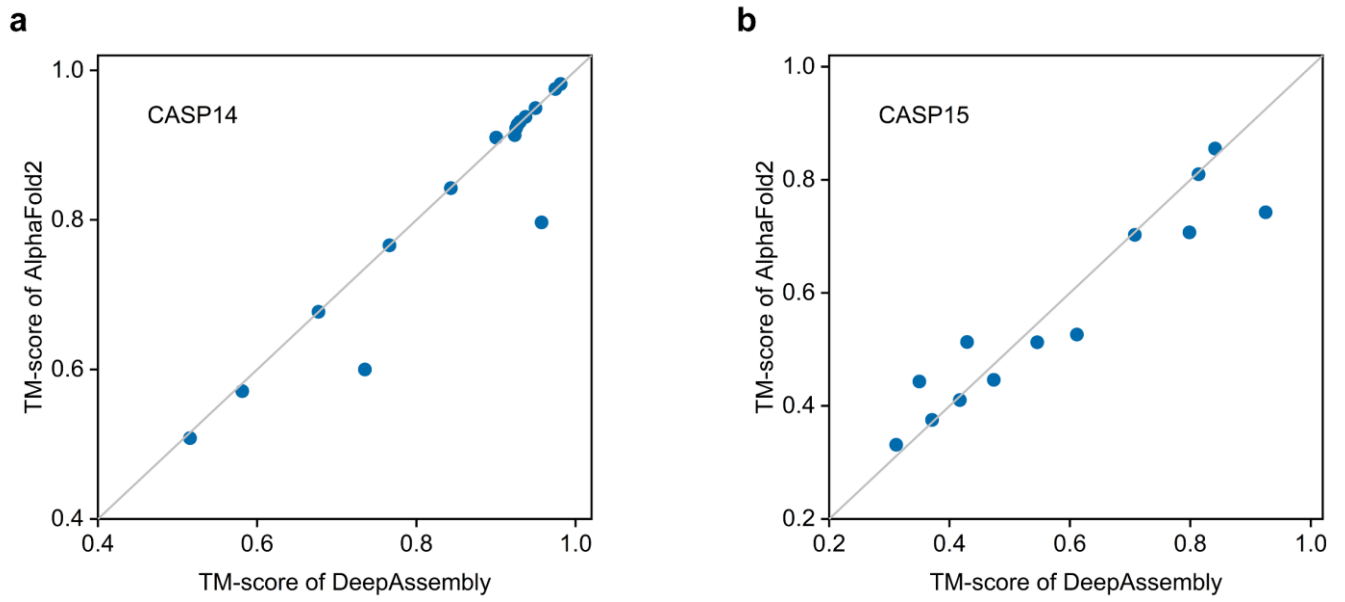 a
CASP14
TM-score of AlphaFold2
1.0
0.8
0.6
0.4
0.4 0.6 0.8 1.0
TM-score of DeepAssembly
b
CASP15
TM-score of AlphaFold2
1.0
0.8
0.6
0.4
0.2
0.2 0.4 0.6 0.8 1.0
TM-score of DeepAssembly